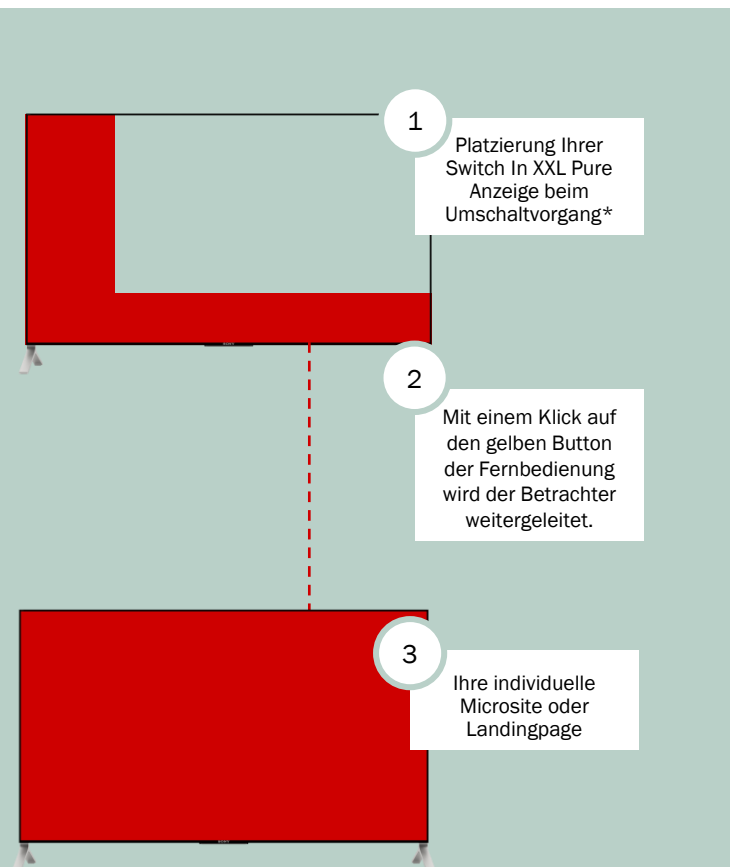 1
Platzierung Ihrer
Switch In XXL Pure
Anzeige beim
Umschaltvorgang*
2
Mit einem Klick auf
den gelben Button
der Fernbedienung
wird der Betrachter
weitergeleitet.
3
Ihre individuelle
Microsite oder
Landingpage